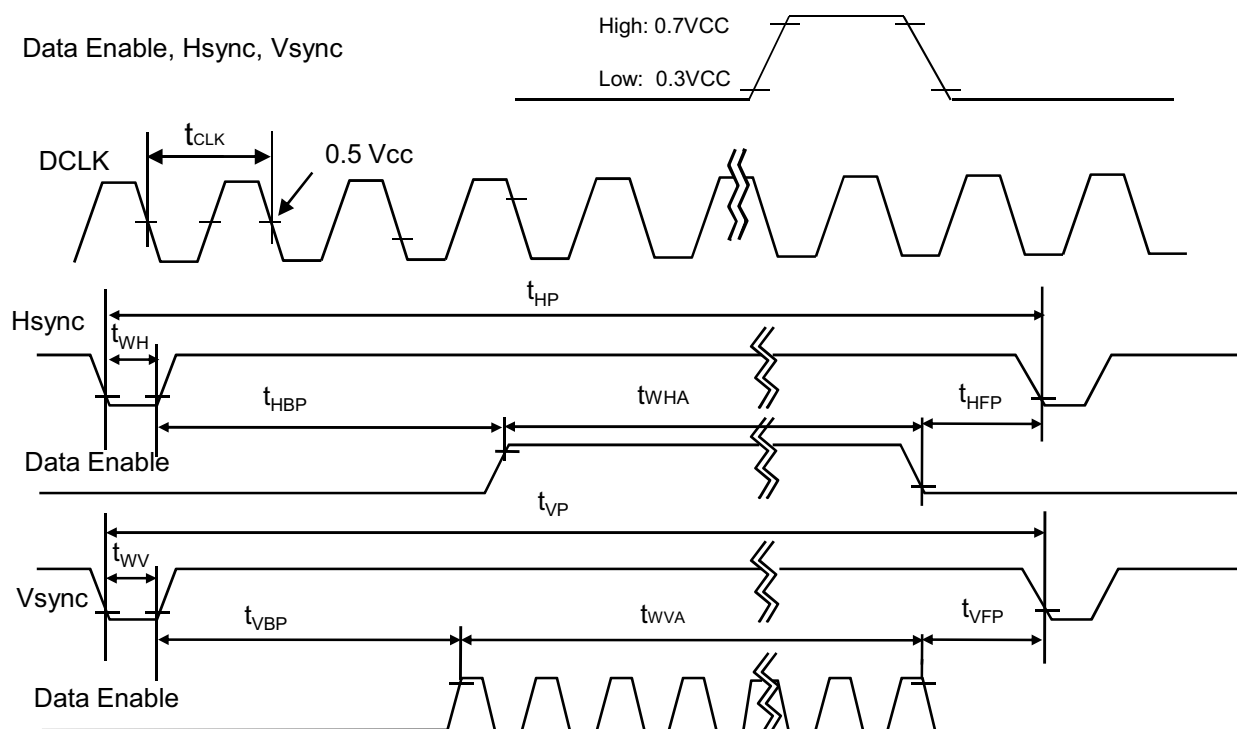 High: 0.7VCC
Data Enable, Hsync, Vsync
Low: 0.3VCC
tCLK
DCLK
0.5 Vcc
tHP
Hsync
tWH
tHBP
tWHA
tHFP
Data Enable
tVP
tWV
Vsync
tVBP
tWVA
tVFP
Data Enable